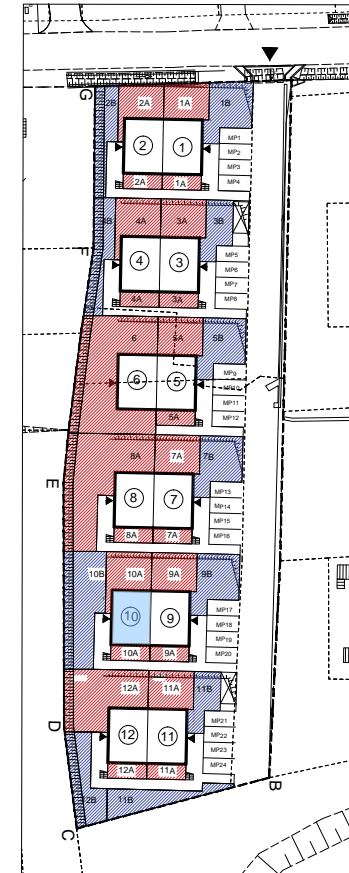 G
2B 2A 1A 1B
2 1
MP1
MP2
MP3
MP4
2A 1A
4A 3A 3B
F
4 3
MP5
MP6
MP7
MP8
4A 3A
6 5A 5B
6 5
MP9
MP10
MP11
MP12
5A
8A 7A 7B
E
8 7
MP13
MP14
MP15
MP16
8A 7A
10B 10A 9A 9B
10 9
MP17
MP18
MP19
MP20
10A 9A
12A 11A 11B
D
12 11
MP21
MP22
MP23
MP24
12A 11A
B
2B 11B
C